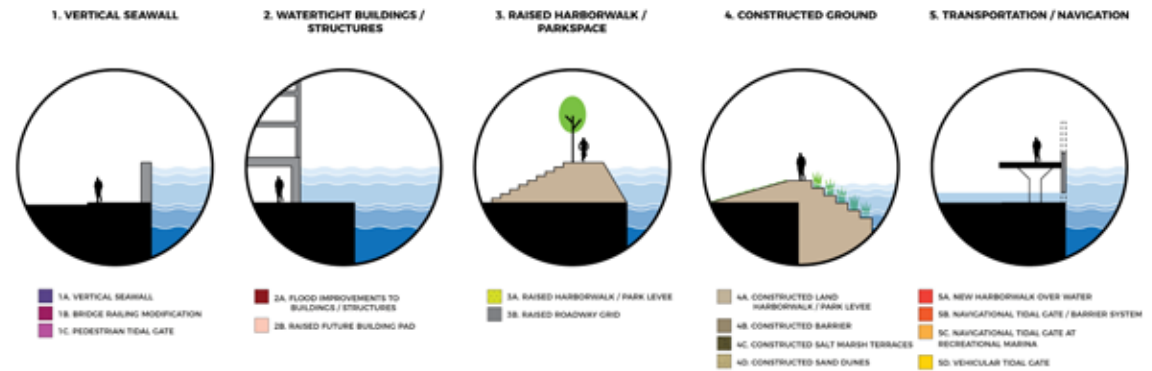 1. VERTICAL SEAWALL
2. WATERTIGHT BUILDINGS /
STRUCTURES
3. RAISED HARBORWALK /
PARKSPACE
4. CONSTRUCTED GROUND
5. TRANSPORTATION / NAVIGATION
1A. VERTICAL SEAWALL
1B. BRIDGE RAILING MODIFICATION
1C. PEDESTRIAN TIDAL GATE
2A. FLOOD IMPROVEMENTS TO
BUILDINGS / STRUCTURES
2B. RAISED FUTURE BUILDING PAD
3A. RAISED HARBORWALK / PARK LEVEE
3B. RAISED ROADWAY GRID
4A. CONSTRUCTED LAND
HARBORWALK / PARK LEVEE
4B. CONSTRUCTED BARRIER
4C. CONSTRUCTED SALT MARSH TERRACES
4D. CONSTRUCTED SAND DUNES
5A. NEW HARBORWALK OVER WATER
5B. NAVIGATIONAL TIDAL GATE / BARRIER SYSTEM
5C. NAVIGATIONAL TIDAL GATE AT
RECREATIONAL MARINA
5D. VEHICULAR TIDAL GATE